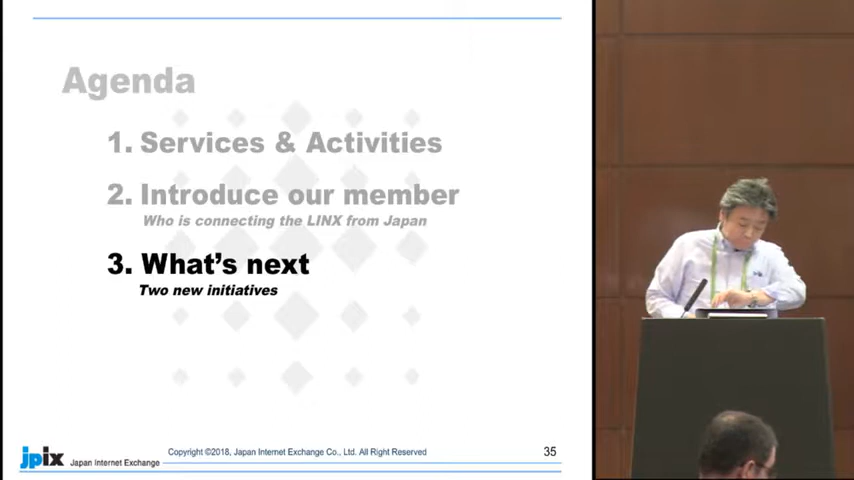 Agenda
1. Services & Activities
2. Introduce our member
Who is connecting the LINX from Japan
3. What's next
Two new initiatives
jpix Japan Internet Exchange
Copyright ©2018, Japan Internet Exchange Co., Ltd. All Right Reserved
35